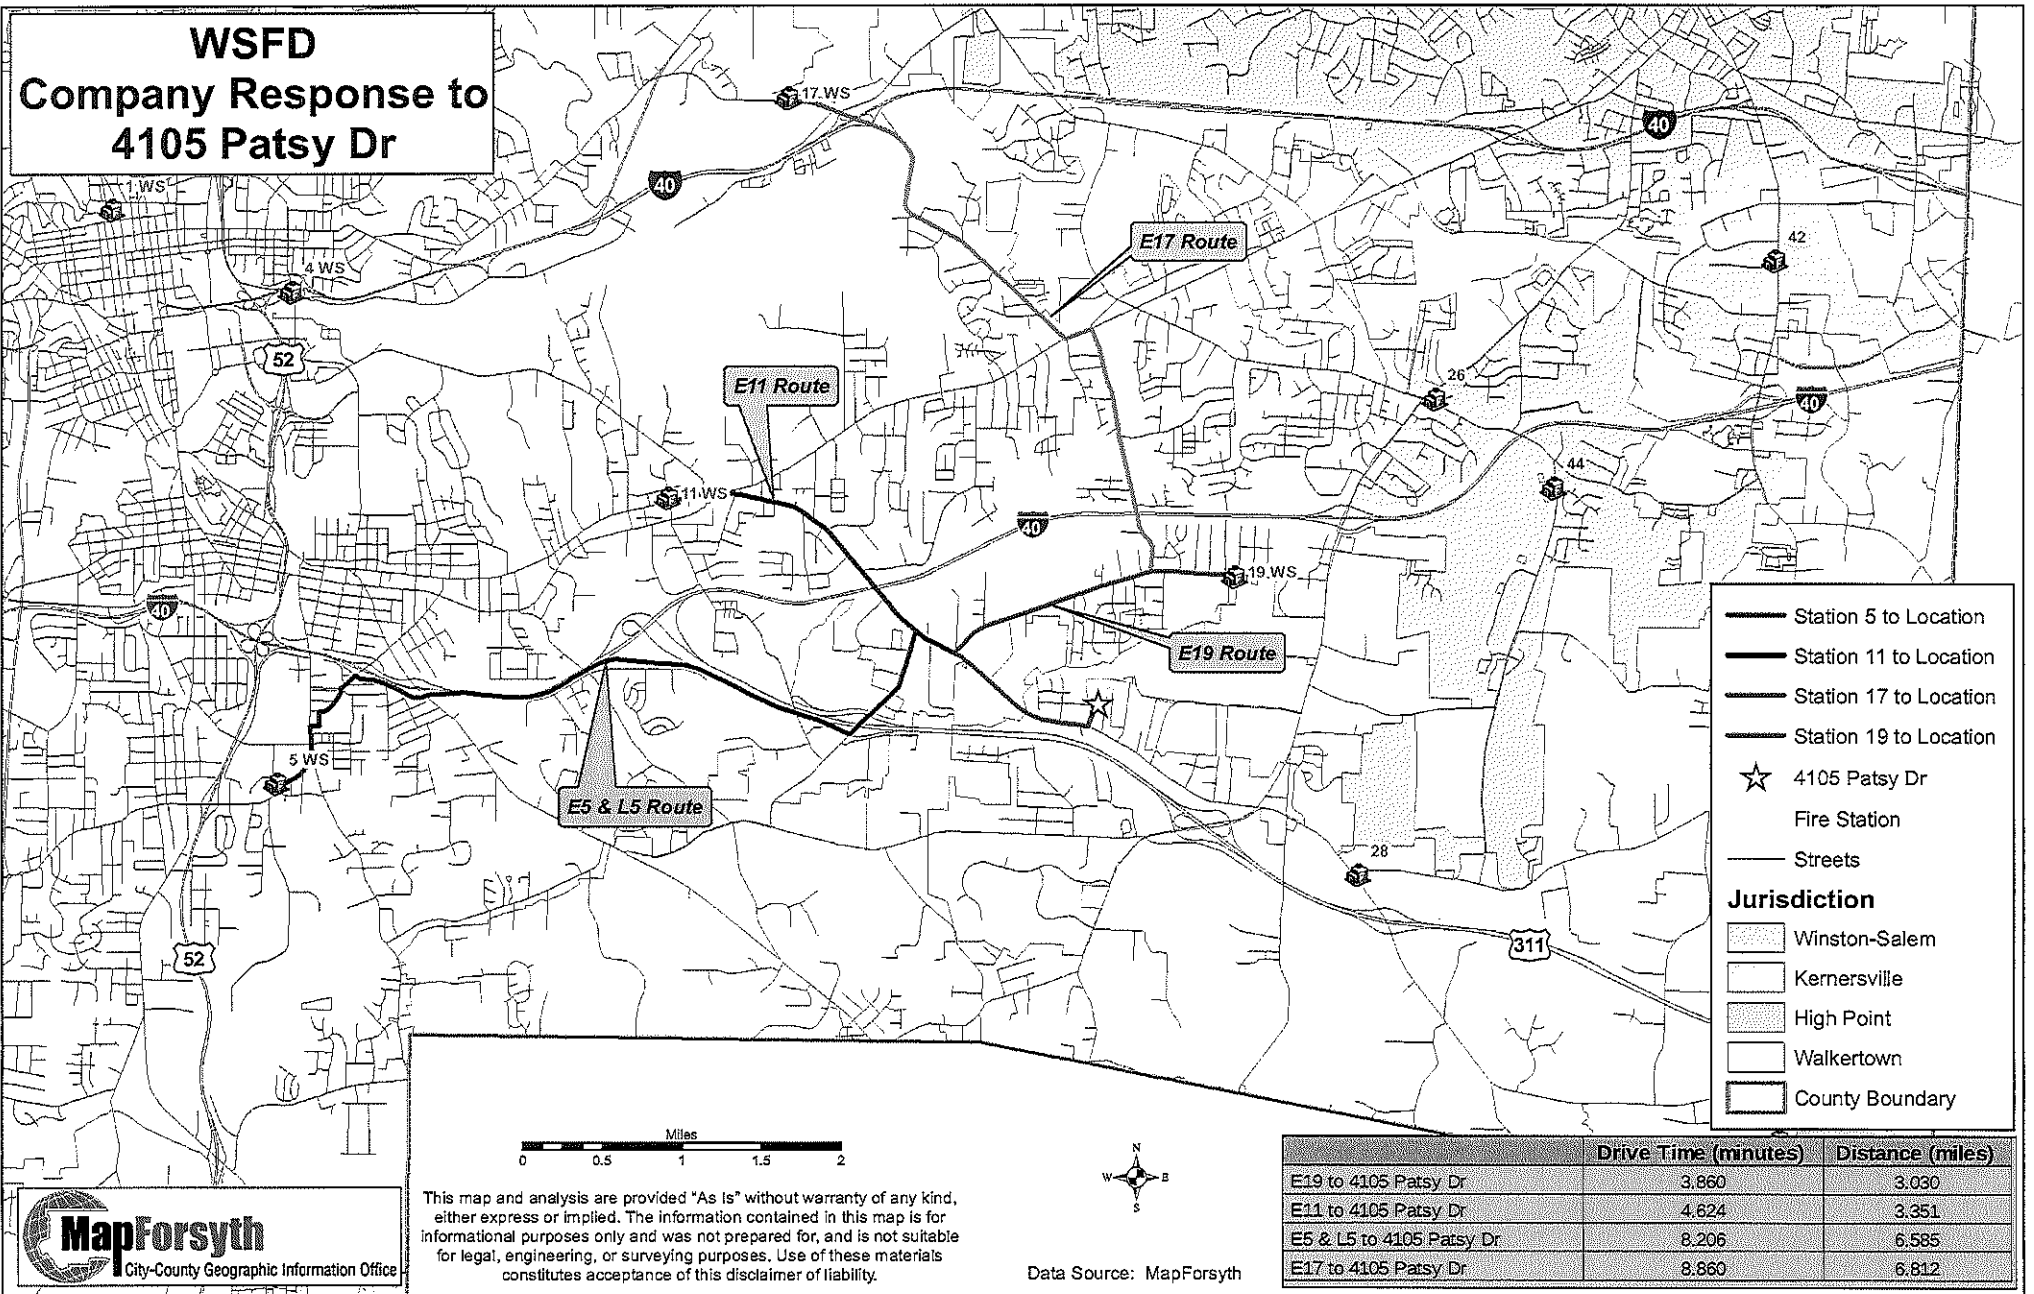 WSFD
Company Response to
4105 Patsy Dr
17 WS
40
40
1 WS
E17 Route
42
4 WS
52
E11 Route
26
40
11 WS
44
40
19 WS
40
E19 Route
5 WS
E5 & L5 Route
28
52
311
Station 5 to Location
Station 11 to Location
Station 17 to Location
Station 19 to Location
4105 Patsy Dr
Fire Station
Streets
Jurisdiction
Winston-Salem
Kernersville
High Point
Walkertown
County Boundary
Miles
0 0.5 1 1.5 2
N
W E
S
This map and analysis are provided "As Is" without warranty of any kind,
either express or implied. The information contained in this map is for
informational purposes only and was not prepared for, and is not suitable
for legal, engineering, or surveying purposes. Use of these materials
constitutes acceptance of this disclaimer of liability.
Data Source: MapForsyth
MapForsyth
City-County Geographic Information Office
Drive Time (minutes) Distance (miles)
E19 to 4105 Patsy Dr 3.860 3.030
E11 to 4105 Patsy Dr 4.624 3.351
E5 & L5 to 4105 Patsy Dr 8.206 6.585
E17 to 4105 Patsy Dr 8.860 6.812